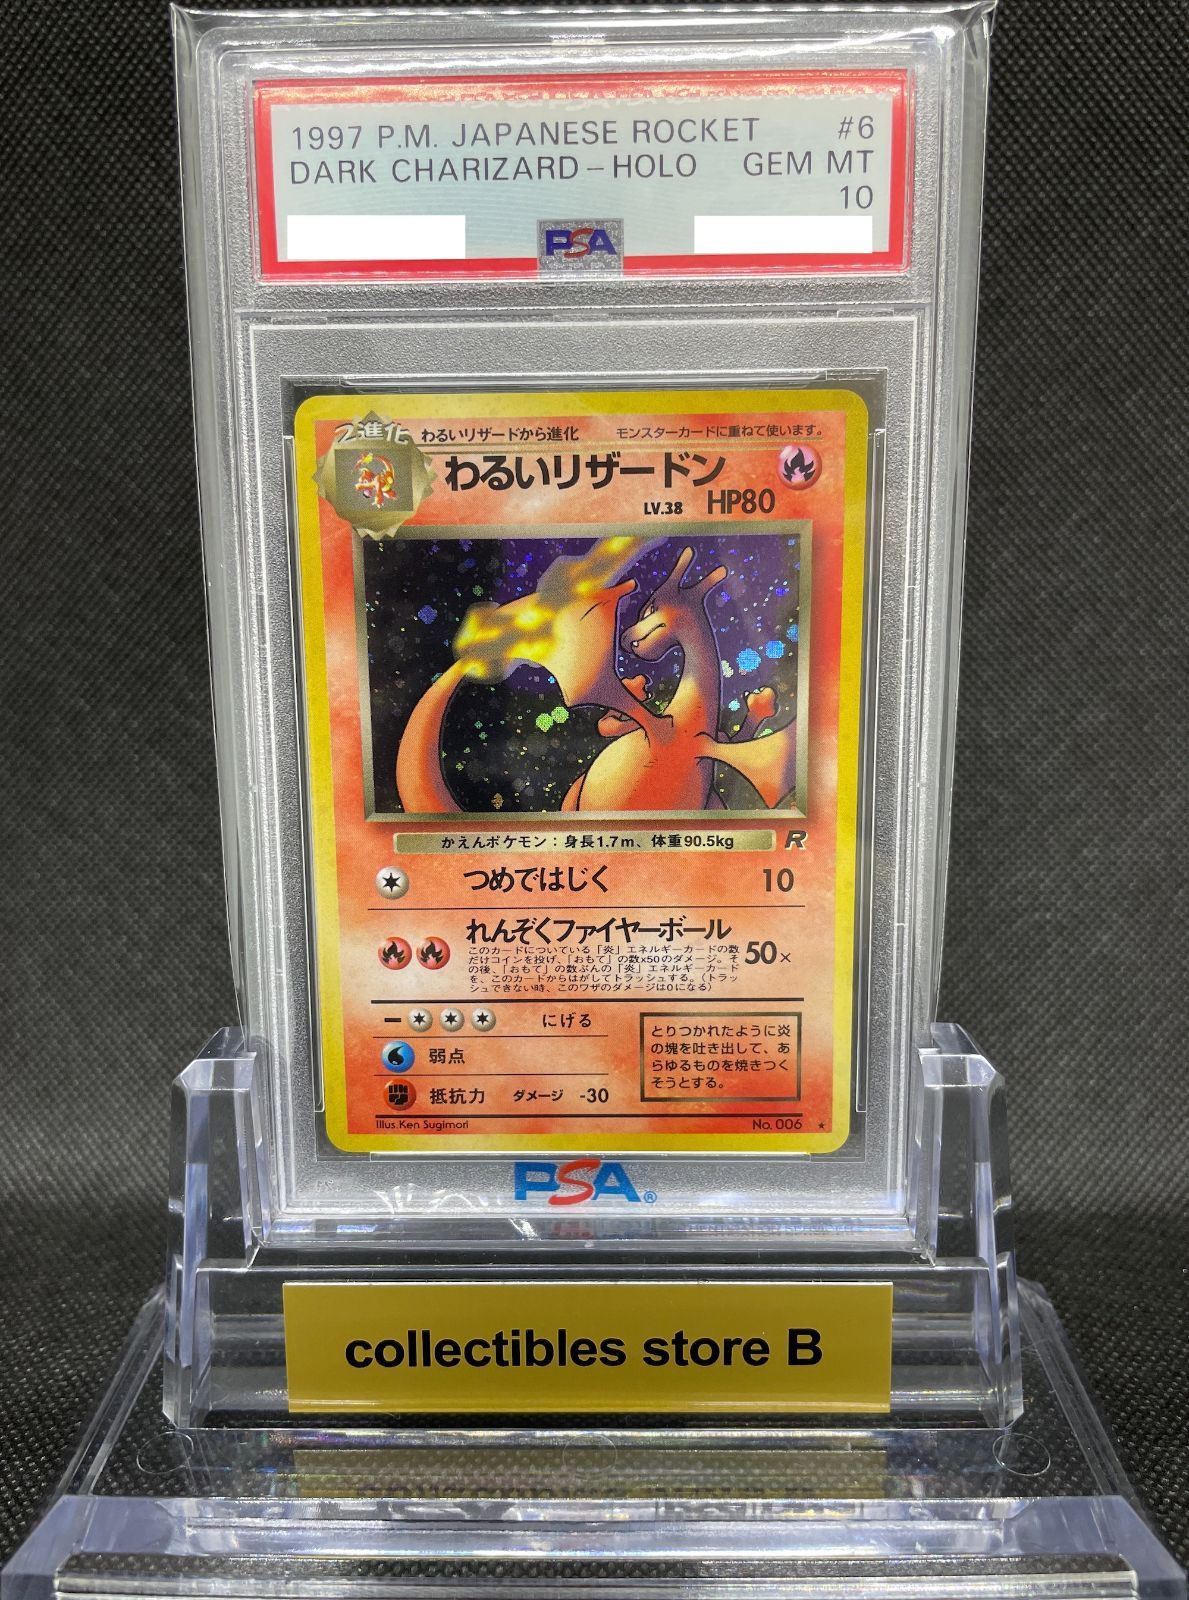 1997 P.M. JAPANESE ROCKET #6
DARK CHARIZARD - HOLO GEM MT
10
PSA
2進化 わるいリザードから進化 モンスターカードに重ねて使います。
わるいリザードン
LV.38 HP80
かえんポケモン：身長1.7m、体重90.5kg R
つめではじく 10
れんぞくファイヤーボール
このカードについている「炎」エネルギーカードの数
だけコインを投げ、「おもて」の数x50のダメージ。そ
の後、「おもて」の数ぶんの「炎」エネルギーカード
を、このカードからはがしてトラッシュする。（トラッ
シュできない時、このワザのダメージは0になる）
50×
にげる
弱点
抵抗力 ダメージ -30
とりつかれたように炎
の塊を吐き出して、あ
らゆるものを焼きつく
そうとする。
Illus.Ken Sugimori No. 006 ★
PSA®
collectibles store B